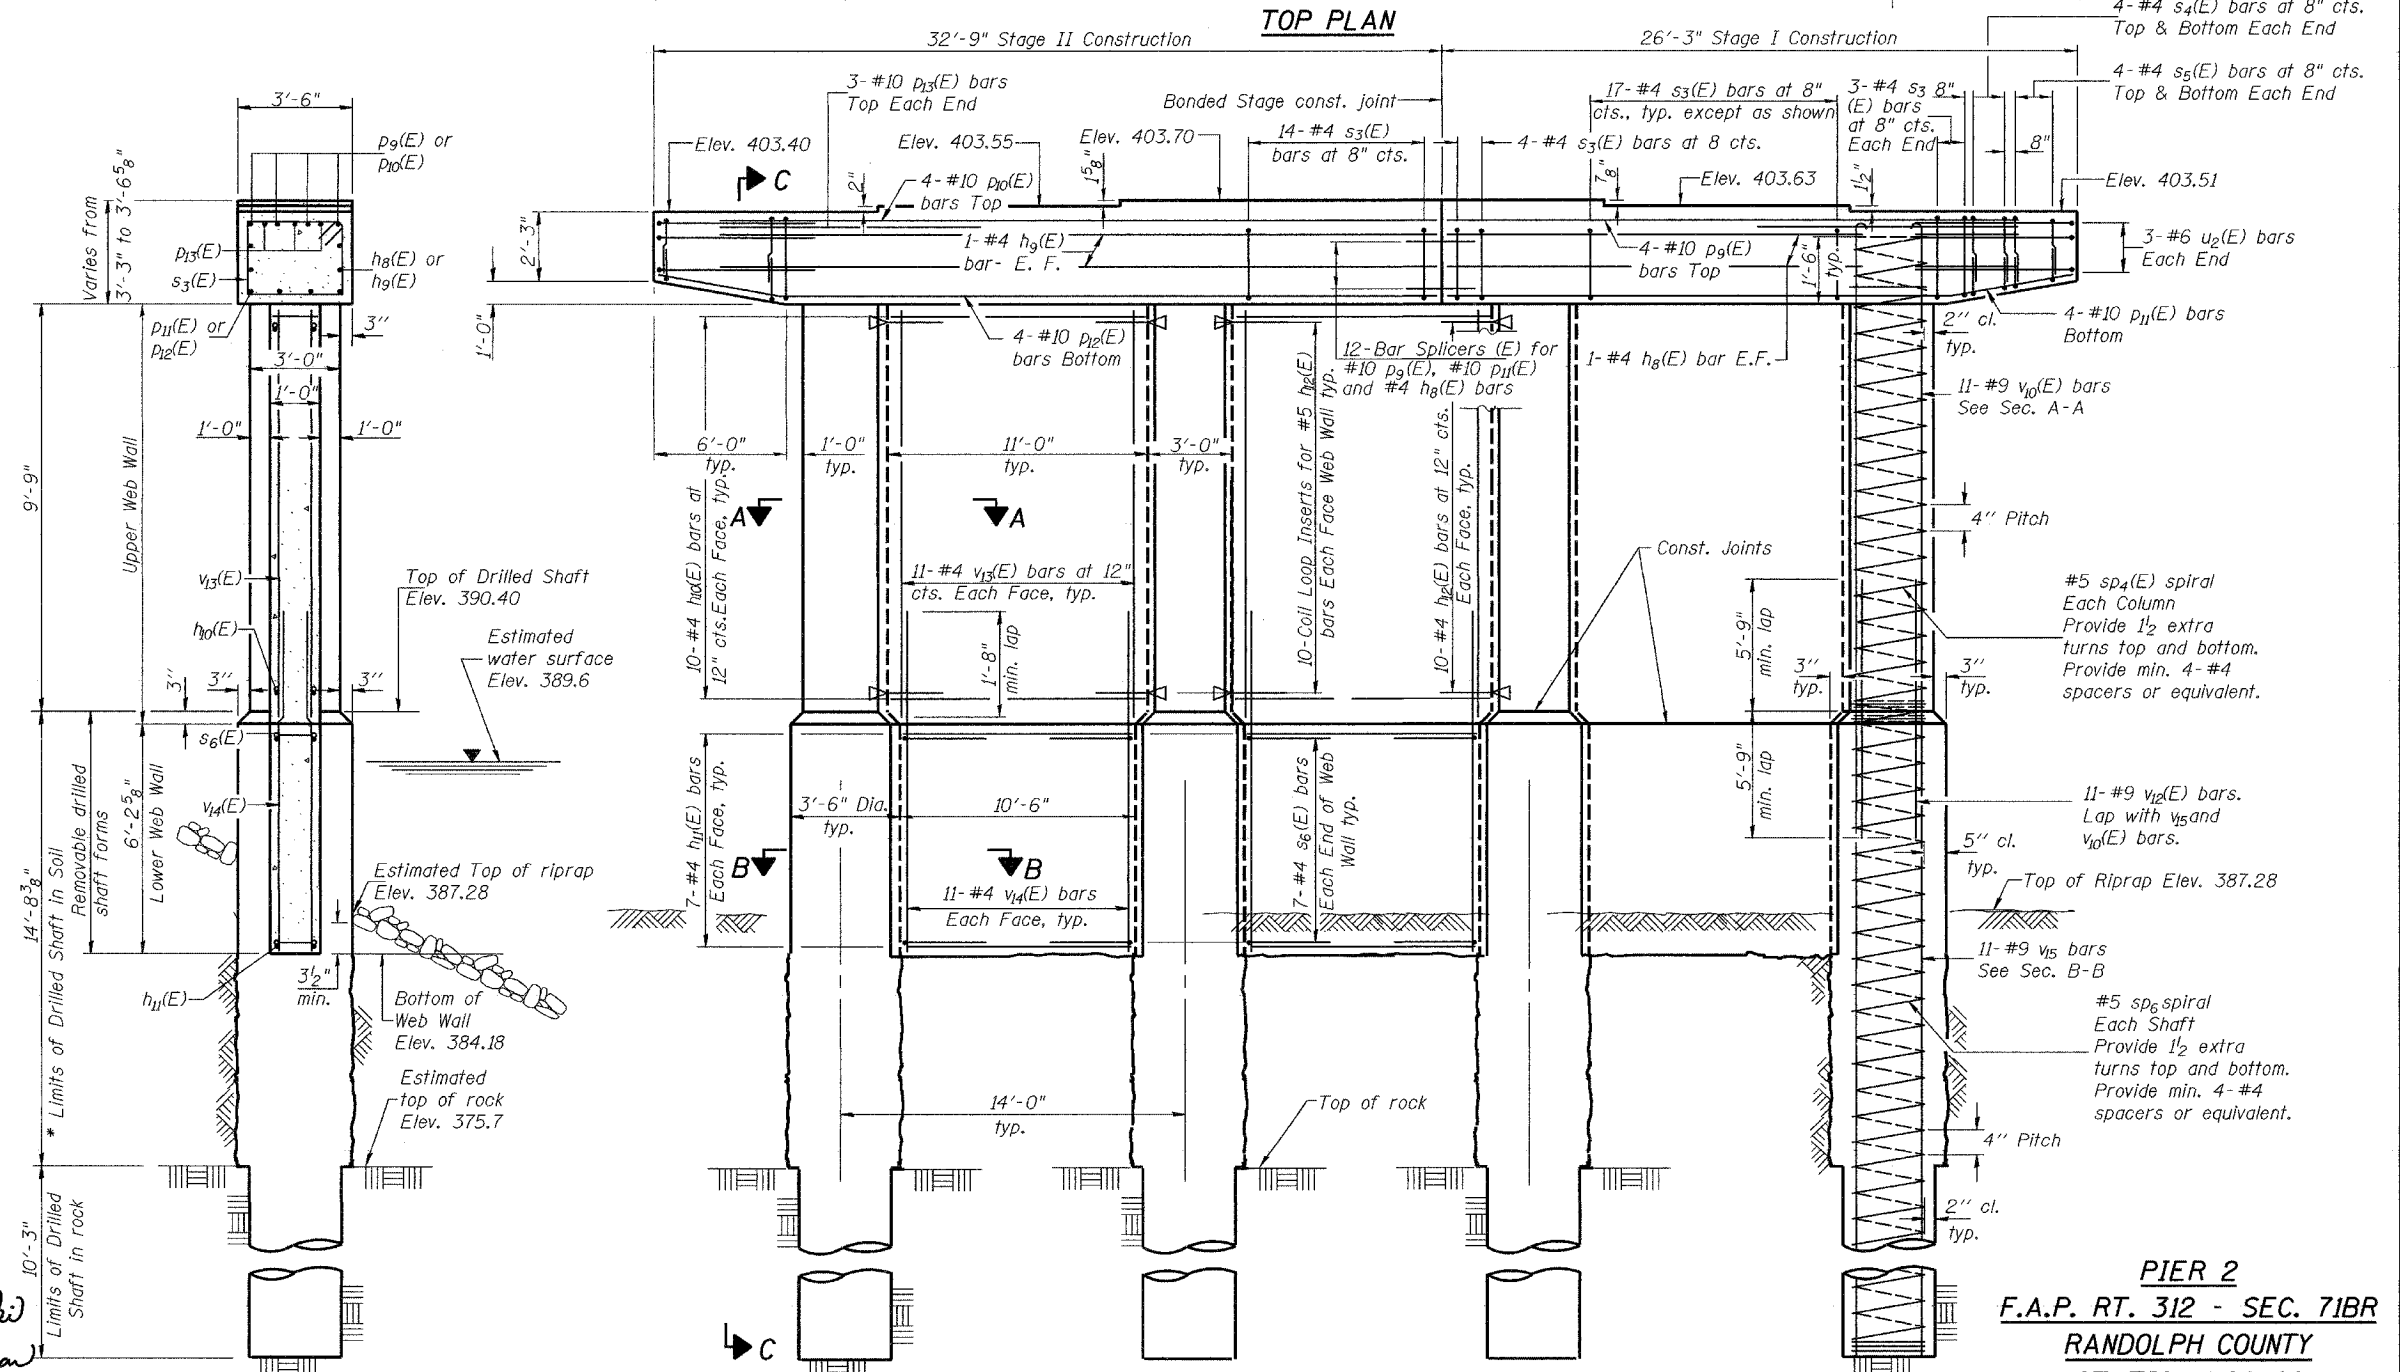 TOP PLAN
32'-9" Stage II Construction
26'-3" Stage I Construction
4-#4 s4(E) bars at 8" cts.
Top & Bottom Each End
4-#4 s5(E) bars at 8" cts.
Top & Bottom Each End
3'-6"
p9(E) or
p10(E)
Varies from
3'-3" to 3'-6 5/8"
p13(E)
s3(E)
h8(E) or
h9(E)
p11(E) or
p12(E)
3"
3'-0"
1'-0"
1'-0"
1'-0"
9'-9"
Upper Web Wall
v13(E)
h10(E)
3"
3"
3"
s6(E)
v14(E)
14'-8 3/8"
* Limits of Drilled Shaft in Soil
Removable drilled
shaft forms
6'-2 5/8"
Lower Web Wall
h11(E)
10'-3"
Limits of Drilled
Shaft in rock
Top of Drilled Shaft
Elev. 390.40
Estimated
water surface
Elev. 389.6
Estimated Top of riprap
Elev. 387.28
3 1/2"
min.
Bottom of
Web Wall
Elev. 384.18
Estimated
top of rock
Elev. 375.7
3-#10 p13(E) bars
Top Each End
Bonded Stage const. joint
17-#4 s3(E) bars at 8"
cts., typ. except as shown
3-#4 s3
(E) bars
at 8" cts.
Each End
8"
8"
Elev. 403.40
Elev. 403.55
Elev. 403.70
1 5/8"
14-#4 s3(E)
bars at 8" cts.
4-#4 s3(E) bars at 8 cts.
7/8"
Elev. 403.63
1 1/2"
Elev. 403.51
C
2"
4-#10 p10(E)
bars Top
2'-3"
1-#4 h9(E)
bar- E. F.
4-#10 p9(E)
bars Top
1'-6"
typ.
3-#6 u2(E) bars
Each End
1'-0"
4-#10 p12(E)
bars Bottom
12-Bar Splicers (E) for
#10 p9(E), #10 p11(E)
and #4 h8(E) bars
1-#4 h8(E) bar E.F.
2" cl.
typ.
4-#10 p11(E) bars
Bottom
11-#9 v10(E) bars
See Sec. A-A
6'-0"
typ.
1'-0"
typ.
11'-0"
typ.
3'-0"
typ.
10-#4 h10(E) bars at
12" cts. Each Face, typ.
10-Coil Loop Inserts for #5 h12(E)
bars Each Face Web Wall typ.
10-#4 h12(E) bars at 12" cts.
Each Face, typ.
A
A
4" Pitch
Const. Joints
11-#4 v13(E) bars at 12"
cts. Each Face, typ.
1'-8"
min. lap
5'-9"
min. lap
#5 sp4(E) spiral
Each Column
Provide 1 1/2 extra
turns top and bottom.
Provide min. 4-#4
spacers or equivalent.
3"
typ.
3"
typ.
5'-9"
min. lap
7-#4 h11(E) bars
Each Face, typ.
3'-6" Dia.
typ.
10'-6"
7-#4 s6(E) bars
Each End of Web
Wall typ.
11-#9 v12(E) bars.
Lap with v15 and
v10(E) bars.
B
B
5" cl.
typ.
Top of Riprap Elev. 387.28
11-#4 v14(E) bars
Each Face, typ.
11-#9 v15 bars
See Sec. B-B
#5 sp6 spiral
Each Shaft
Provide 1 1/2 extra
turns top and bottom.
Provide min. 4-#4
spacers or equivalent.
14'-0"
typ.
Top of rock
4" Pitch
2" cl.
typ.
C
PIER 2
F.A.P. RT. 312 - SEC. 71BR
RANDOLPH COUNTY